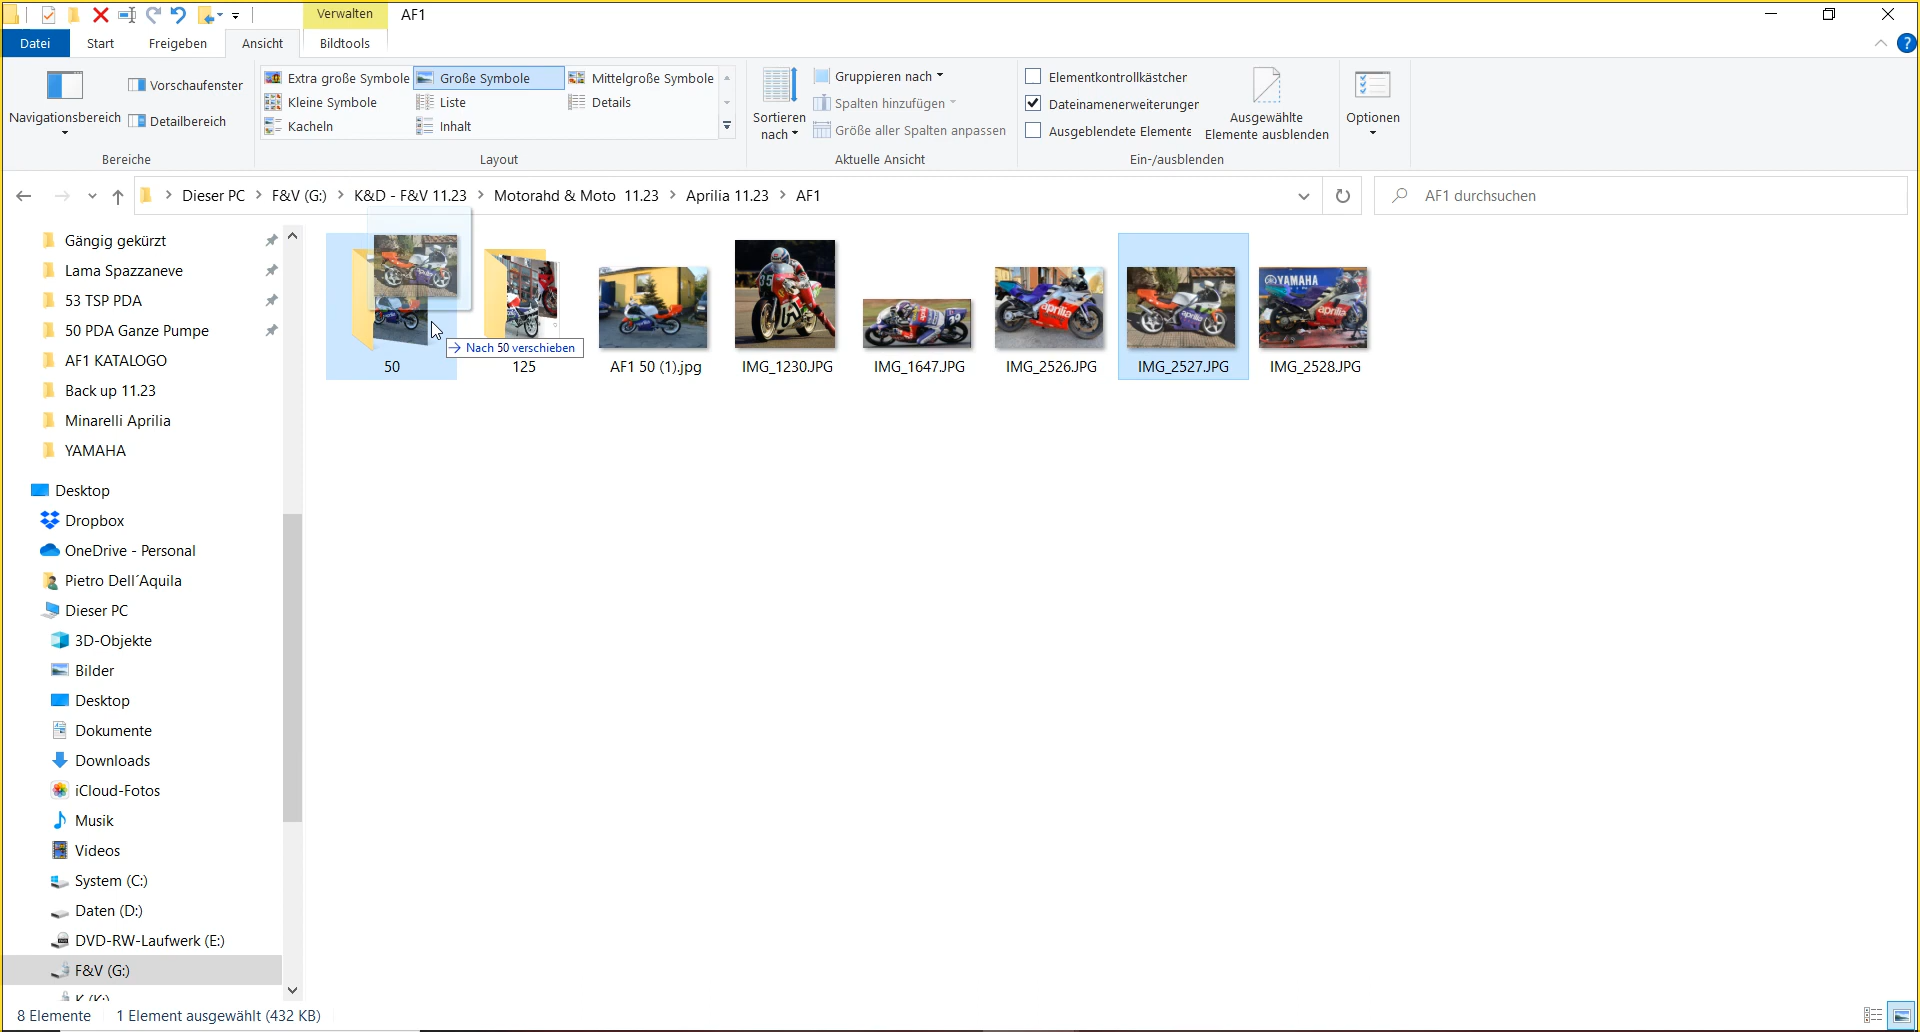 Verwalten AF1
Datei Start Freigeben Ansicht Bildtools
Navigationsbereich
Vorschaufenster
Detailbereich
Bereiche
Extra große Symbole Große Symbole Mittelgroße Symbole
Kleine Symbole Liste Details
Kacheln Inhalt
Layout
Sortieren
nach
Gruppieren nach
Spalten hinzufügen
Größe aller Spalten anpassen
Aktuelle Ansicht
Elementkontrollkästcher
Dateinamenerweiterunger
Ausgeblendete Elemente
Ausgewählte
Elemente ausblenden
Ein-/ausblenden
Optionen
Dieser PC F&V (G:) K&D - F&V 11.23 Motorahd & Moto 11.23 Aprilia 11.23 AF1
AF1 durchsuchen
Gängig gekürzt
Lama Spazzaneve
53 TSP PDA
50 PDA Ganze Pumpe
AF1 KATALOGO
Back up 11.23
Minarelli Aprilia
YAMAHA
Desktop
Dropbox
OneDrive - Personal
Pietro Dell´Aquila
Dieser PC
3D-Objekte
Bilder
Desktop
Dokumente
Downloads
iCloud-Fotos
Musik
Videos
System (C:)
Daten (D:)
DVD-RW-Laufwerk (E:)
F&V (G:)
K (K:)
YAMAHA
aprilia
Nach 50 verschieben
50 125 AF1 50 (1).jpg IMG_1230.JPG IMG_1647.JPG IMG_2526.JPG IMG_2527.JPG IMG_2528.JPG
8 Elemente 1 Element ausgewählt (432 KB)